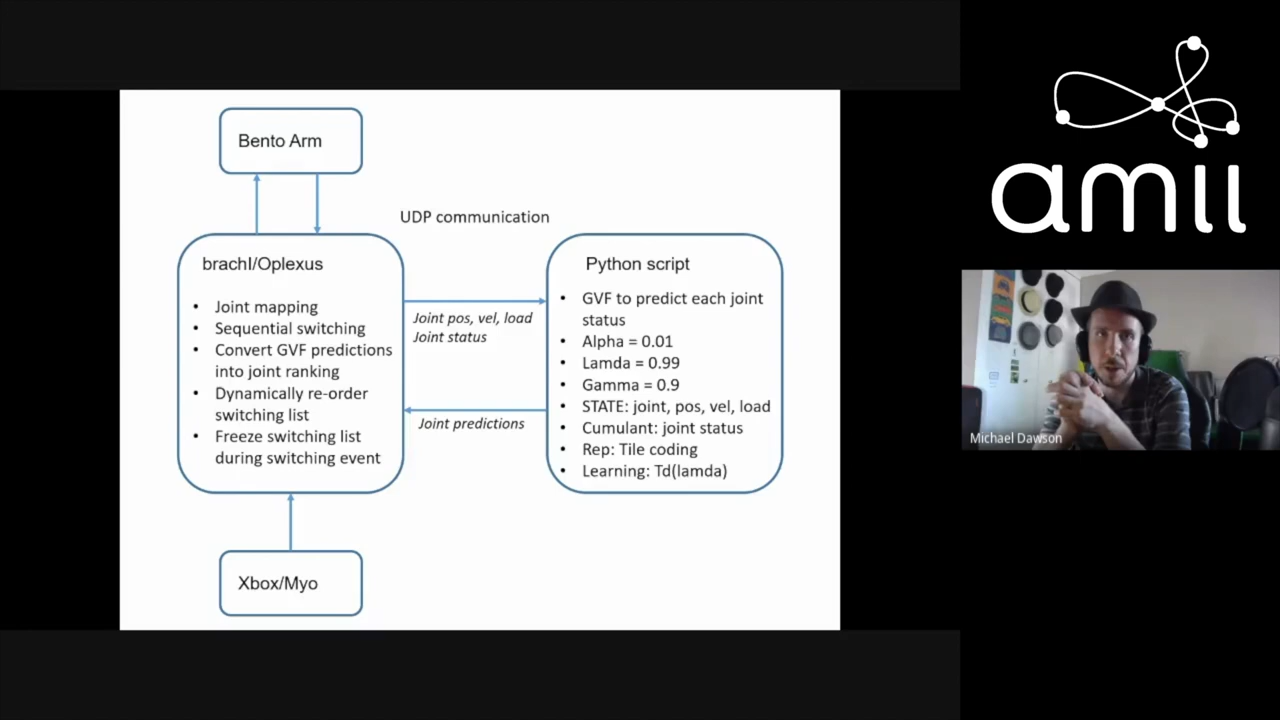 Bento Arm
UDP communication
brachI/Oplexus
• Joint mapping
• Sequential switching
• Convert GVF predictions
into joint ranking
• Dynamically re-order
switching list
• Freeze switching list
during switching event
Joint pos, vel, load
Joint status
Joint predictions
Python script
• GVF to predict each joint
status
• Alpha = 0.01
• Lamda = 0.99
• Gamma = 0.9
• STATE: joint, pos, vel, load
• Cumulant: joint status
• Rep: Tile coding
• Learning: Td(lamda)
Xbox/Myo
amii
Michael Dawson